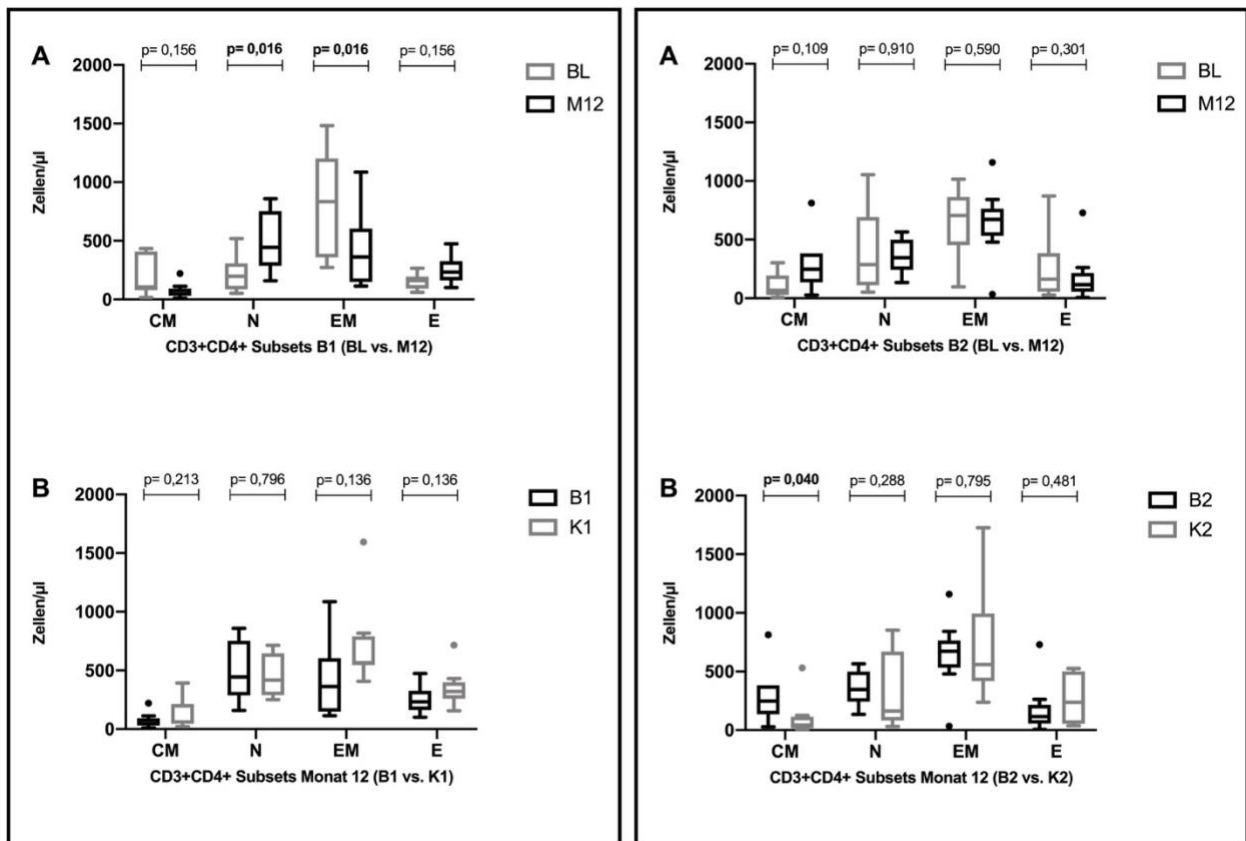 A
p= 0,156 p= 0,016 p= 0,016 p= 0,156
2000
1500
1000
500
0
Zellen/µl
BL
M12
CM N EM E
CD3+CD4+ Subsets B1 (BL vs. M12)
B
p= 0,213 p= 0,796 p= 0,136 p= 0,136
2000
1500
1000
500
0
Zellen/µl
B1
K1
CM N EM E
CD3+CD4+ Subsets Monat 12 (B1 vs. K1)
A
p= 0,109 p= 0,910 p= 0,590 p= 0,301
2000
1500
1000
500
0
Zellen/µl
BL
M12
CM N EM E
CD3+CD4+ Subsets B2 (BL vs. M12)
B
p= 0,040 p= 0,288 p= 0,795 p= 0,481
2000
1500
1000
500
0
Zellen/µl
B2
K2
CM N EM E
CD3+CD4+ Subsets Monat 12 (B2 vs. K2)